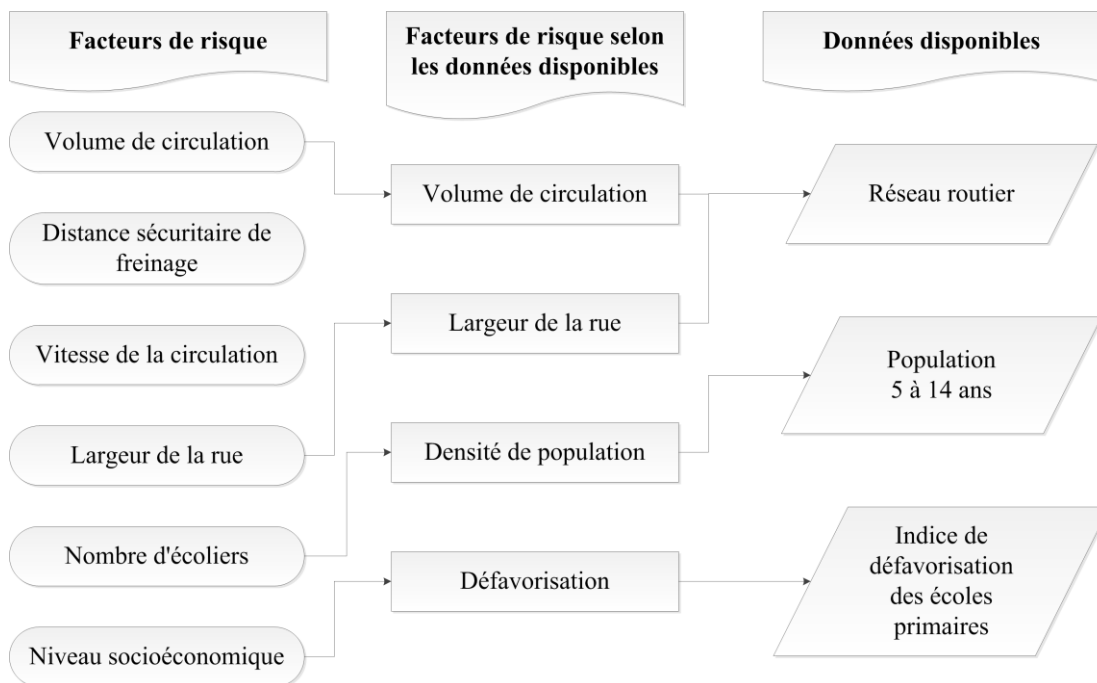 Facteurs de risque
Facteurs de risque selon
les données disponibles
Données disponibles
Volume de circulation
Distance sécuritaire de
freinage
Vitesse de la circulation
Largeur de la rue
Nombre d'écoliers
Niveau socioéconomique
Volume de circulation
Largeur de la rue
Densité de population
Défavorisation
Réseau routier
Population
5 à 14 ans
Indice de
défavorisation
des écoles
primaires